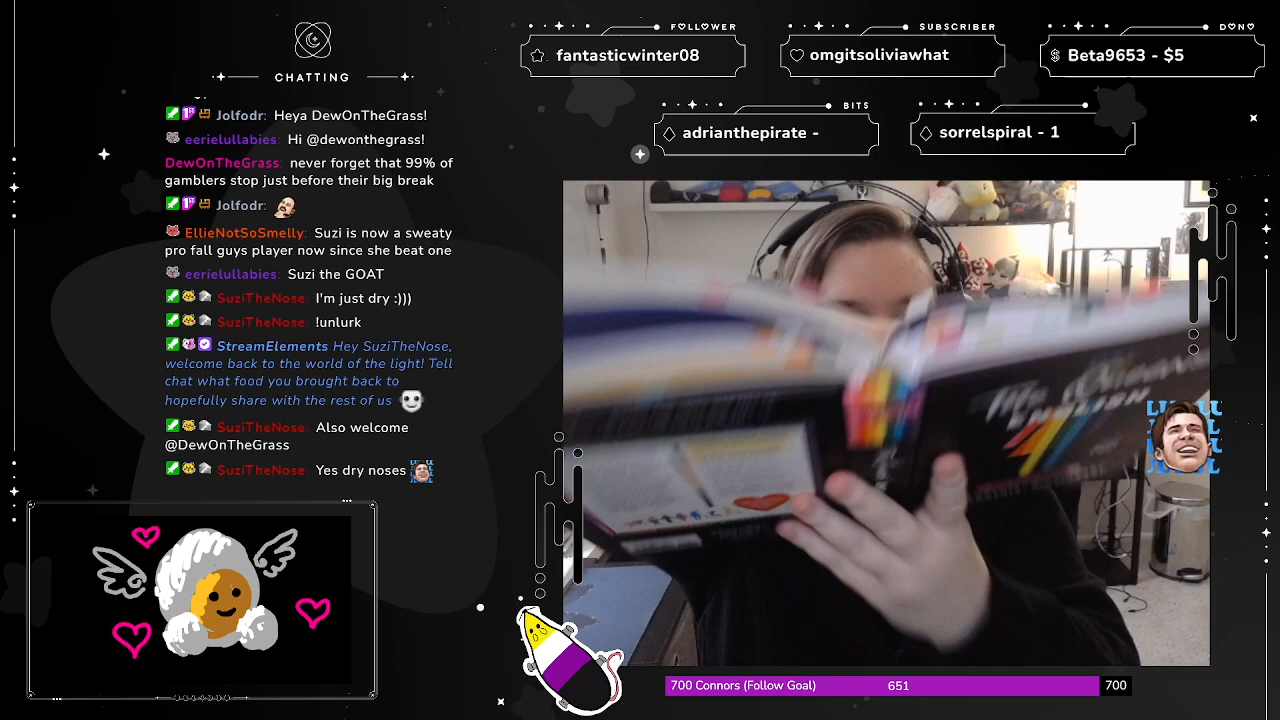 FOLLOWER
SUBSCRIBER
DONO
fantasticwinter08
omgitsoliviawhat
$ Beta9653 - $5
CHATTING
BITS
adrianthepirate -
sorrelspiral - 1
Jolfodr: Heya DewOnTheGrass!
eerielullabies: Hi @dewonthegrass!
DewOnTheGrass: never forget that 99% of
gamblers stop just before their big break
Jolfodr:
EllieNotSoSmelly: Suzi is now a sweaty
pro fall guys player now since she beat one
eerielullabies: Suzi the GOAT
SuziTheNose: I'm just dry :)))
SuziTheNose: !unlurk
StreamElements Hey SuziTheNose,
welcome back to the world of the light! Tell
chat what food you brought back to
hopefully share with the rest of us
SuziTheNose: Also welcome
@DewOnTheGrass
SuziTheNose: Yes dry noses
700 Connors (Follow Goal) 651 700